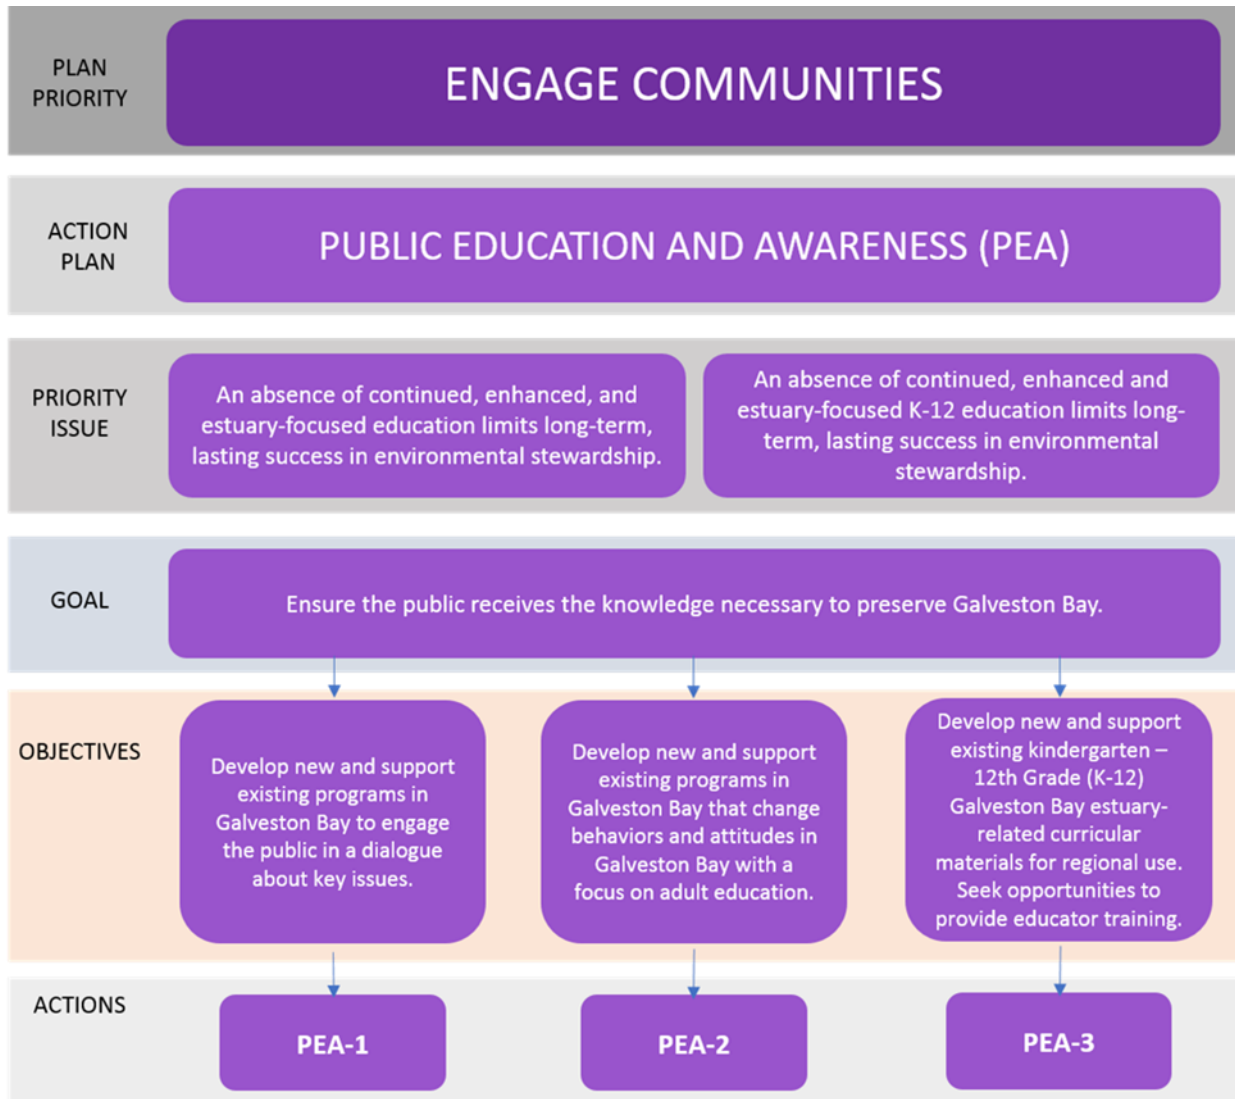 PLAN
PRIORITY
ENGAGE COMMUNITIES
ACTION
PLAN
PUBLIC EDUCATION AND AWARENESS (PEA)
PRIORITY
ISSUE
An absence of continued, enhanced, and
estuary-focused education limits long-term,
lasting success in environmental stewardship.
An absence of continued, enhanced and
estuary-focused K-12 education limits long-
term, lasting success in environmental
stewardship.
GOAL
Ensure the public receives the knowledge necessary to preserve Galveston Bay.
OBJECTIVES
Develop new and support
existing programs in
Galveston Bay to engage
the public in a dialogue
about key issues.
Develop new and support
existing programs in
Galveston Bay that change
behaviors and attitudes in
Galveston Bay with a
focus on adult education.
Develop new and support
existing kindergarten –
12th Grade (K-12)
Galveston Bay estuary-
related curricular
materials for regional use.
Seek opportunities to
provide educator training.
ACTIONS
PEA-1
PEA-2
PEA-3